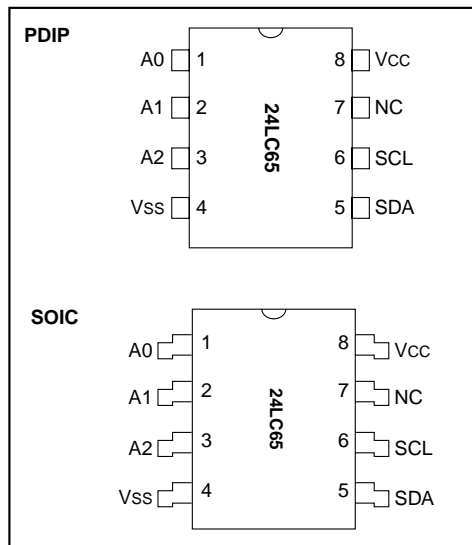 PDIP
A0 1 8 VCC
A1 2 7 NC
24LC65
A2 3 6 SCL
VSS 4 5 SDA
SOIC
A0 1 8 VCC
A1 2 7 NC
24LC65
A2 3 6 SCL
VSS 4 5 SDA